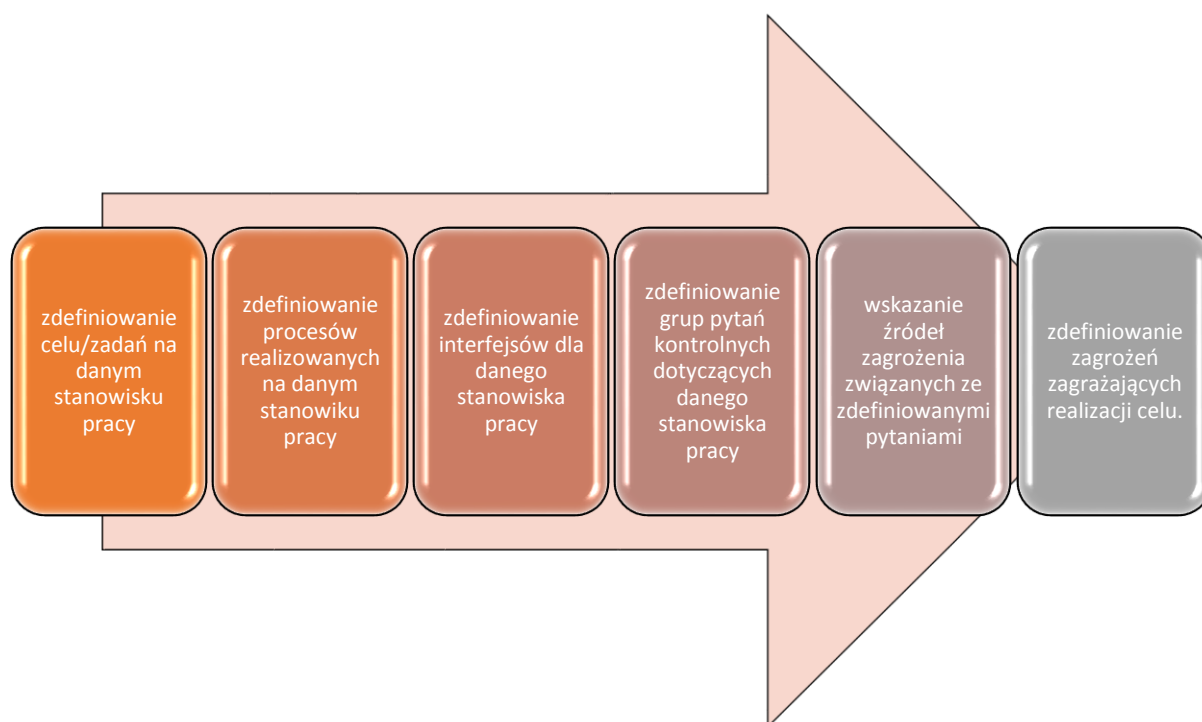 zdefiniowanie
celu/zadań na
danym
stanowisku
pracy
zdefiniowanie
procesów
realizowanych
na danym
stanowiku
pracy
zdefiniowanie
interfejsów dla
danego
stanowiska
pracy
zdefiniowanie
grup pytań
kontrolnych
dotyczących
danego
stanowiska
pracy
wskazanie
źródeł
zagrożenia
związanych ze
zdefiniowanymi
pytaniami
zdefiniowanie
zagrożeń
zagrażających
realizacji celu.